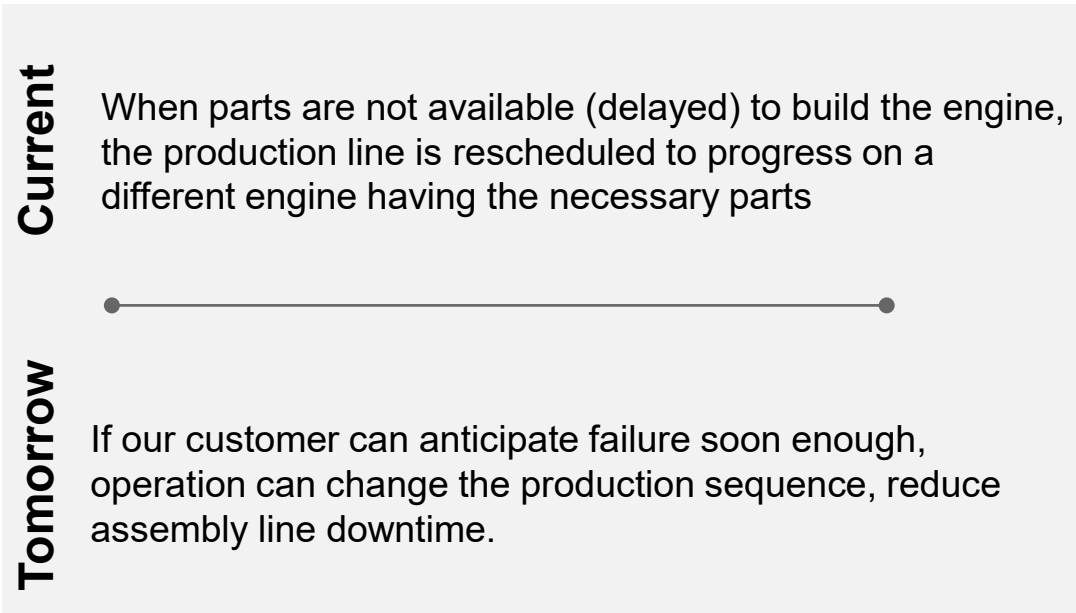 Current
When parts are not available (delayed) to build the engine,
the production line is rescheduled to progress on a
different engine having the necessary parts
Tomorrow
If our customer can anticipate failure soon enough,
operation can change the production sequence, reduce
assembly line downtime.